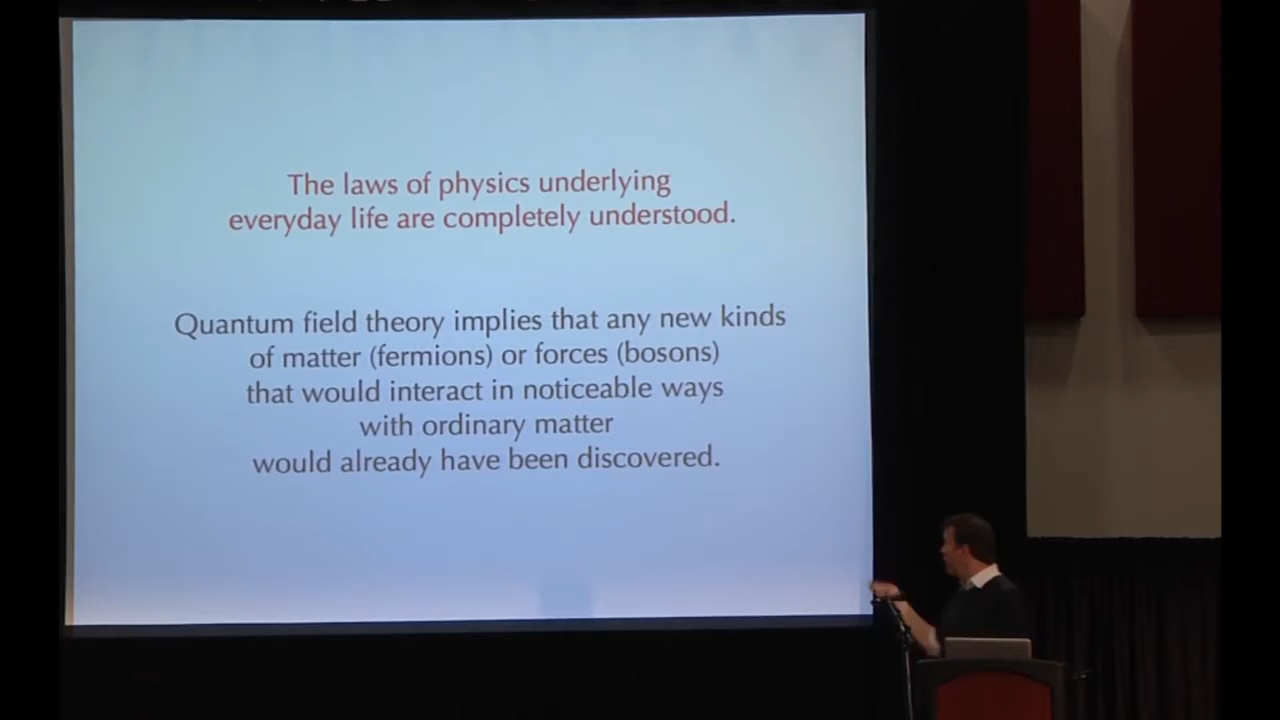 The laws of physics underlying
everyday life are completely understood.
Quantum field theory implies that any new kinds
of matter (fermions) or forces (bosons)
that would interact in noticeable ways
with ordinary matter
would already have been discovered.